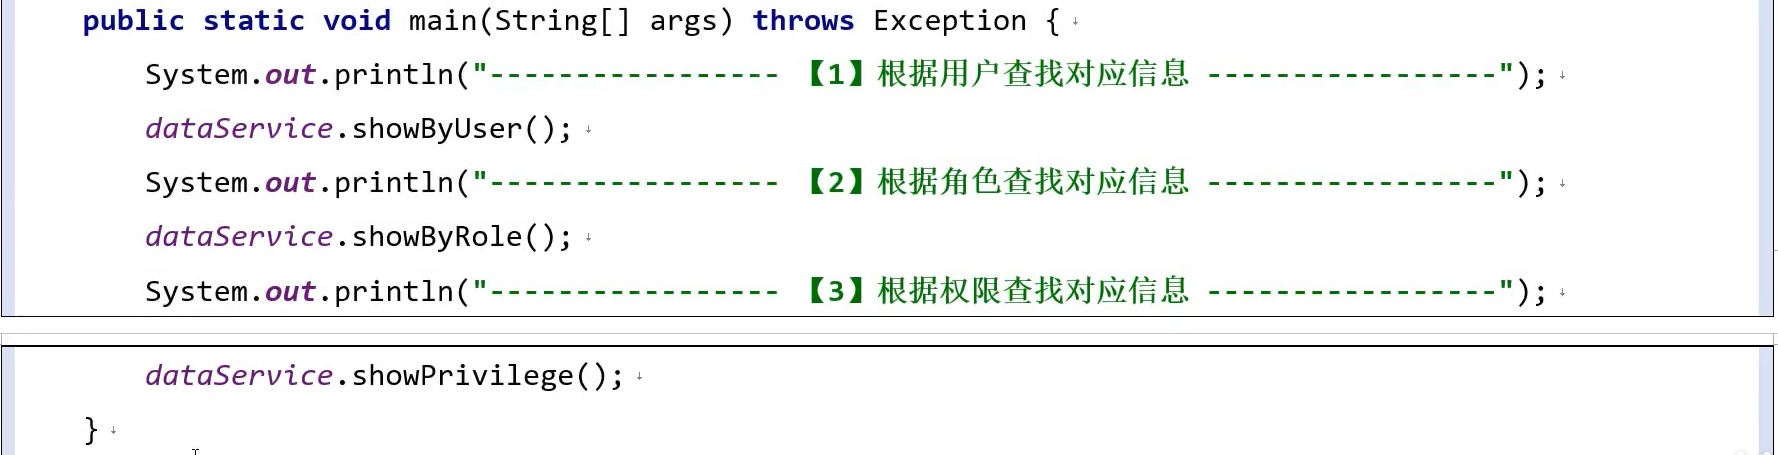 public static void main(String[] args) throws Exception {
System.out.println("----------------- 【1】根据用户查找对应信息 -----------------");
dataService.showByUser();
System.out.println("----------------- 【2】根据角色查找对应信息 -----------------");
dataService.showByRole();
System.out.println("----------------- 【3】根据权限查找对应信息 -----------------");
dataService.showPrivilege();
}